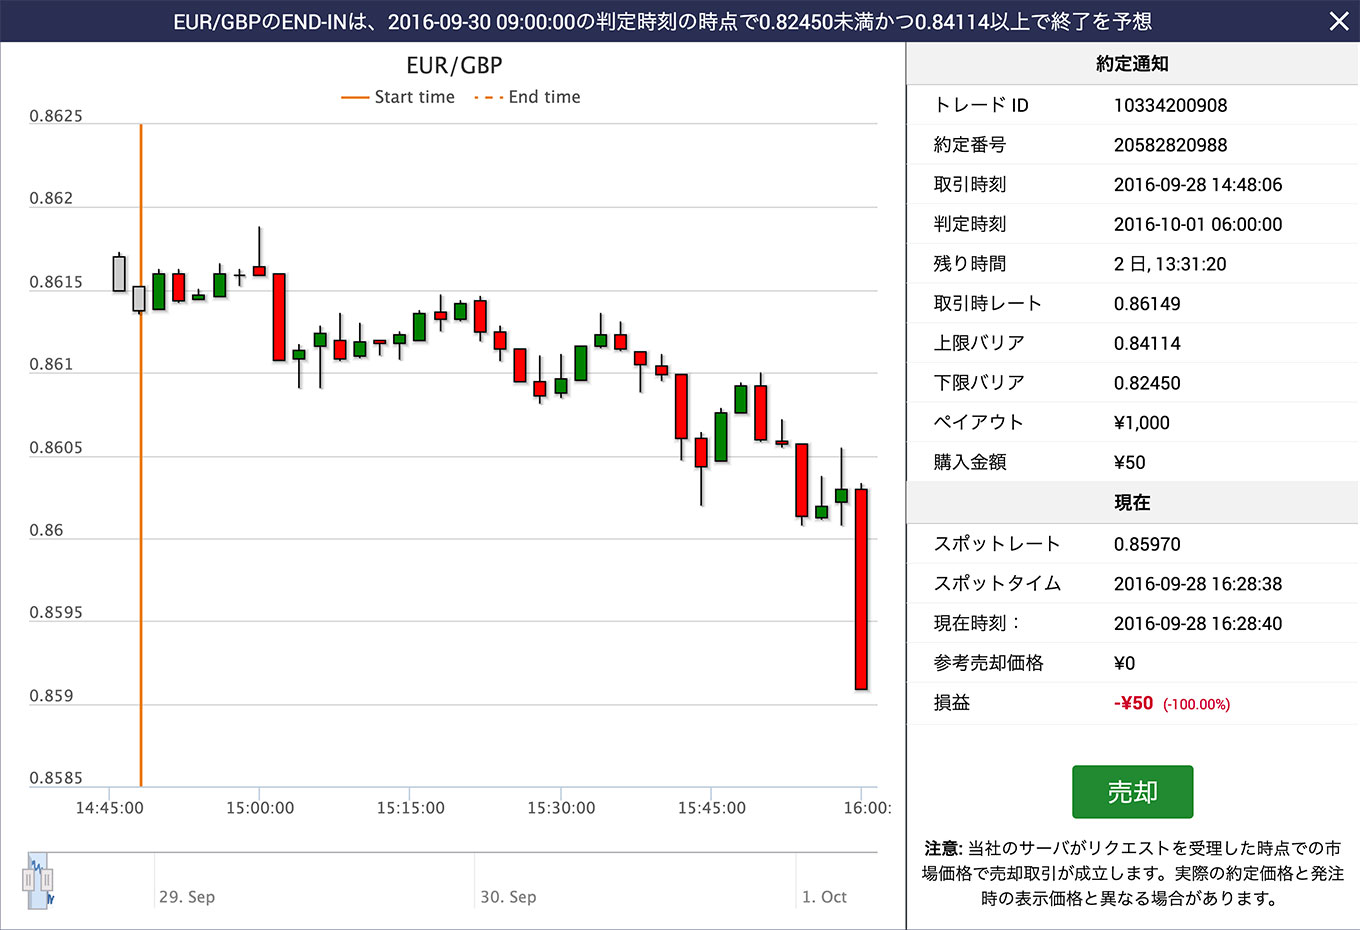 EUR/GBPのEND-INは、2016-09-30 09:00:00の判定時刻の時点で0.82450未満かつ0.84114以上で終了を予想
EUR/GBP
Start time End time
0.8625
0.862
0.8615
0.861
0.8605
0.86
0.8595
0.859
0.8585
14:45:00 15:00:00 15:15:00 15:30:00 15:45:00 16:00:
29. Sep 30. Sep 1. Oct
約定通知
トレード ID 10334200908
約定番号 20582820988
取引時刻 2016-09-28 14:48:06
判定時刻 2016-10-01 06:00:00
残り時間 2 日, 13:31:20
取引時レート 0.86149
上限バリア 0.84114
下限バリア 0.82450
ペイアウト ¥1,000
購入金額 ¥50
現在
スポットレート 0.85970
スポットタイム 2016-09-28 16:28:38
現在時刻： 2016-09-28 16:28:40
参考売却価格 ¥0
損益 -¥50 (-100.00%)
売却
注意: 当社のサーバがリクエストを受理した時点での市
場価格で売却取引が成立します。実際の約定価格と発注
時の表示価格と異なる場合があります。